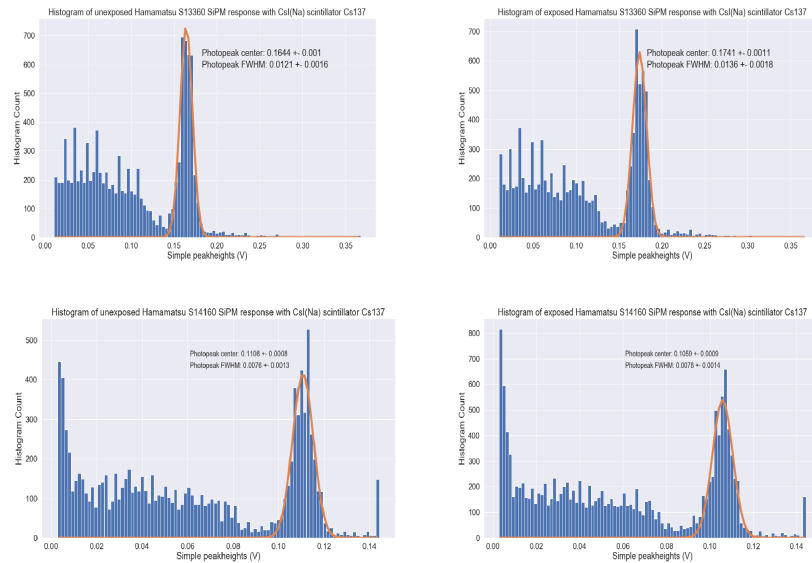 Histogram of unexposed Hamamatsu S13360 SiPM response with CsI(Na) scintillator Cs137
Photopeak center: 0.1644 +- 0.001
Photopeak FWHM: 0.0121 +- 0.0016
Histogram Count
700
600
500
400
300
200
100
0
0.00 0.05 0.10 0.15 0.20 0.25 0.30 0.35
Simple peakheights (V)
Histogram of exposed Hamamatsu S13360 SiPM response with CsI(Na) scintillator Cs137
Photopeak center: 0.1741 +- 0.0011
Photopeak FWHM: 0.0136 +- 0.0018
Histogram Count
700
600
500
400
300
200
100
0
0.00 0.05 0.10 0.15 0.20 0.25 0.30 0.35
Simple peakheights (V)
Histogram of unexposed Hamamatsu S14160 SiPM response with CsI(Na) scintillator Cs137
Photopeak center: 0.1108 +- 0.0008
Photopeak FWHM: 0.0076 +- 0.0013
Histogram Count
500
400
300
200
100
0
0.00 0.02 0.04 0.06 0.08 0.10 0.12 0.14
Simple peakheights (V)
Histogram of exposed Hamamatsu S14160 SiPM response with CsI(Na) scintillator Cs137
Photopeak center: 0.1059 +- 0.0009
Photopeak FWHM: 0.0078 +- 0.0014
Histogram Count
800
700
600
500
400
300
200
100
0
0.00 0.02 0.04 0.06 0.08 0.10 0.12 0.14
Simple peakheights (V)